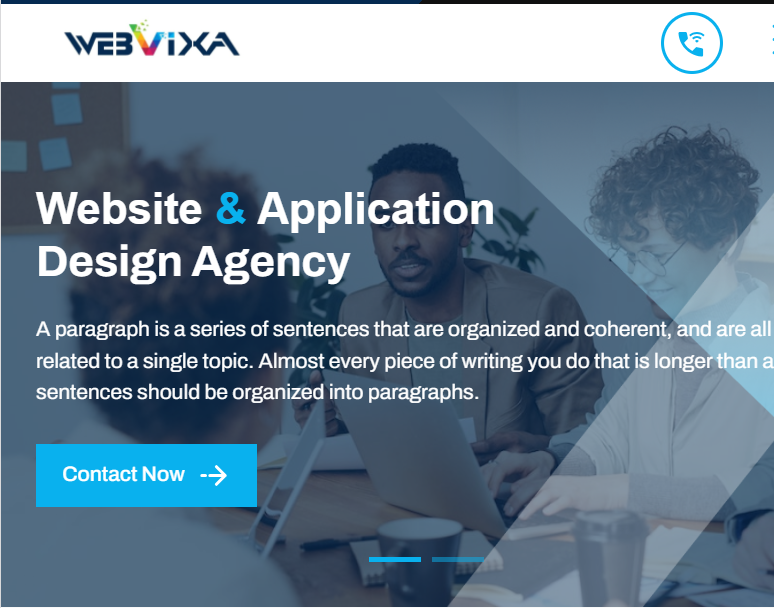 WEBVIXA
Website & Application
Design Agency
A paragraph is a series of sentences that are organized and coherent, and are all
related to a single topic. Almost every piece of writing you do that is longer than a
sentences should be organized into paragraphs.
Contact Now